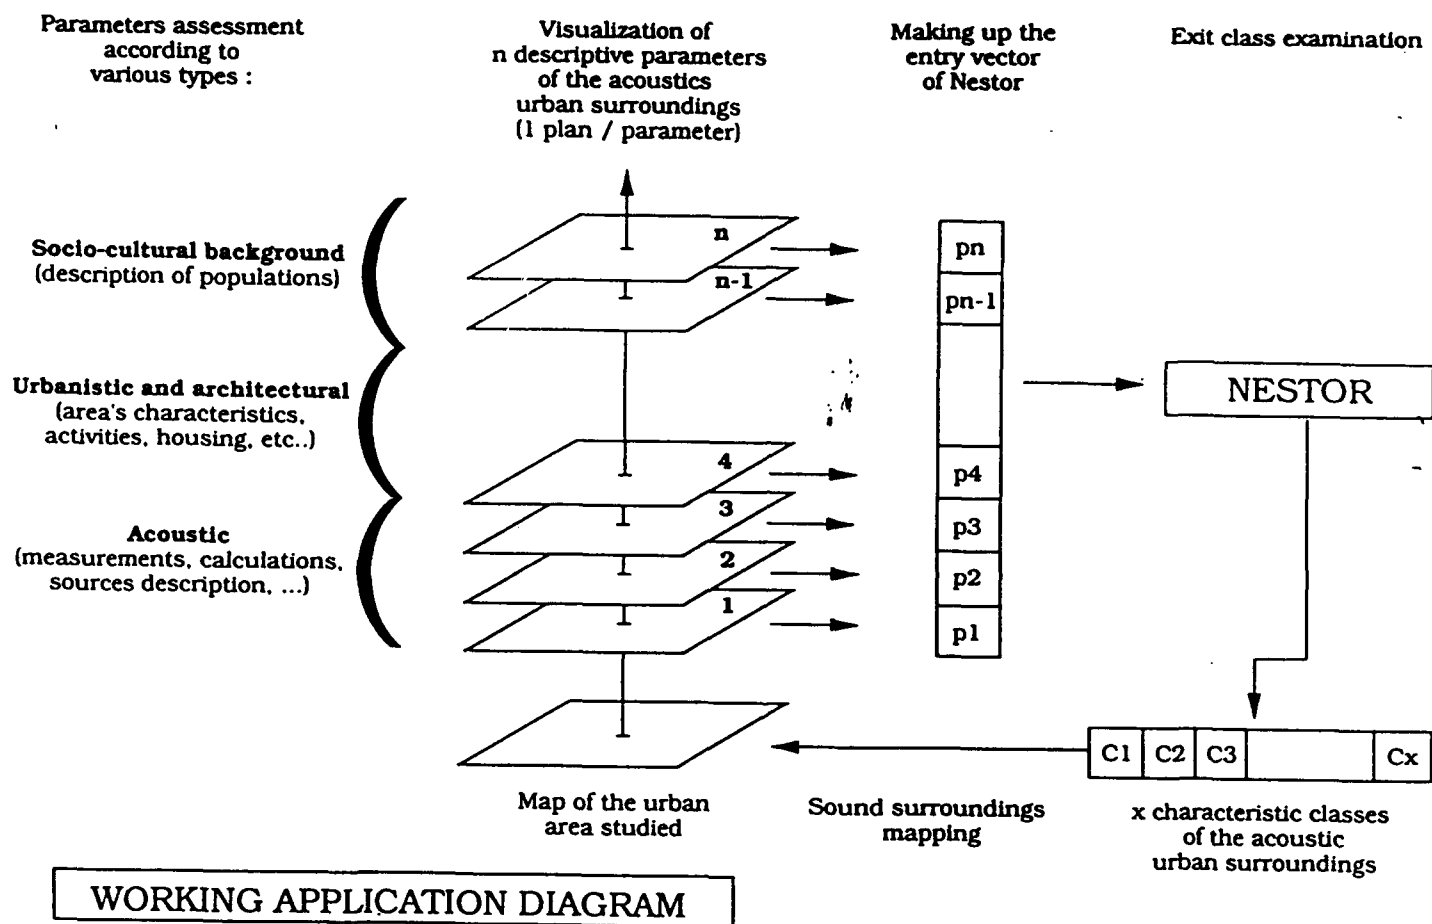 Parameters assessment
according to
various types :
Visualization of
n descriptive parameters
of the acoustics
urban surroundings
(1 plan / parameter)
Making up the
entry vector
of Nestor
Exit class examination
Socio-cultural background
(description of populations)
Urbanistic and architectural
(area's characteristics,
activities, housing, etc..)
Acoustic
(measurements, calculations,
sources description, ...)
n
n-1
4
3
2
1
pn
pn-1
p4
p3
p2
p1
NESTOR
C1 C2 C3 Cx
Map of the urban
area studied
Sound surroundings
mapping
x characteristic classes
of the acoustic
urban surroundings
WORKING APPLICATION DIAGRAM